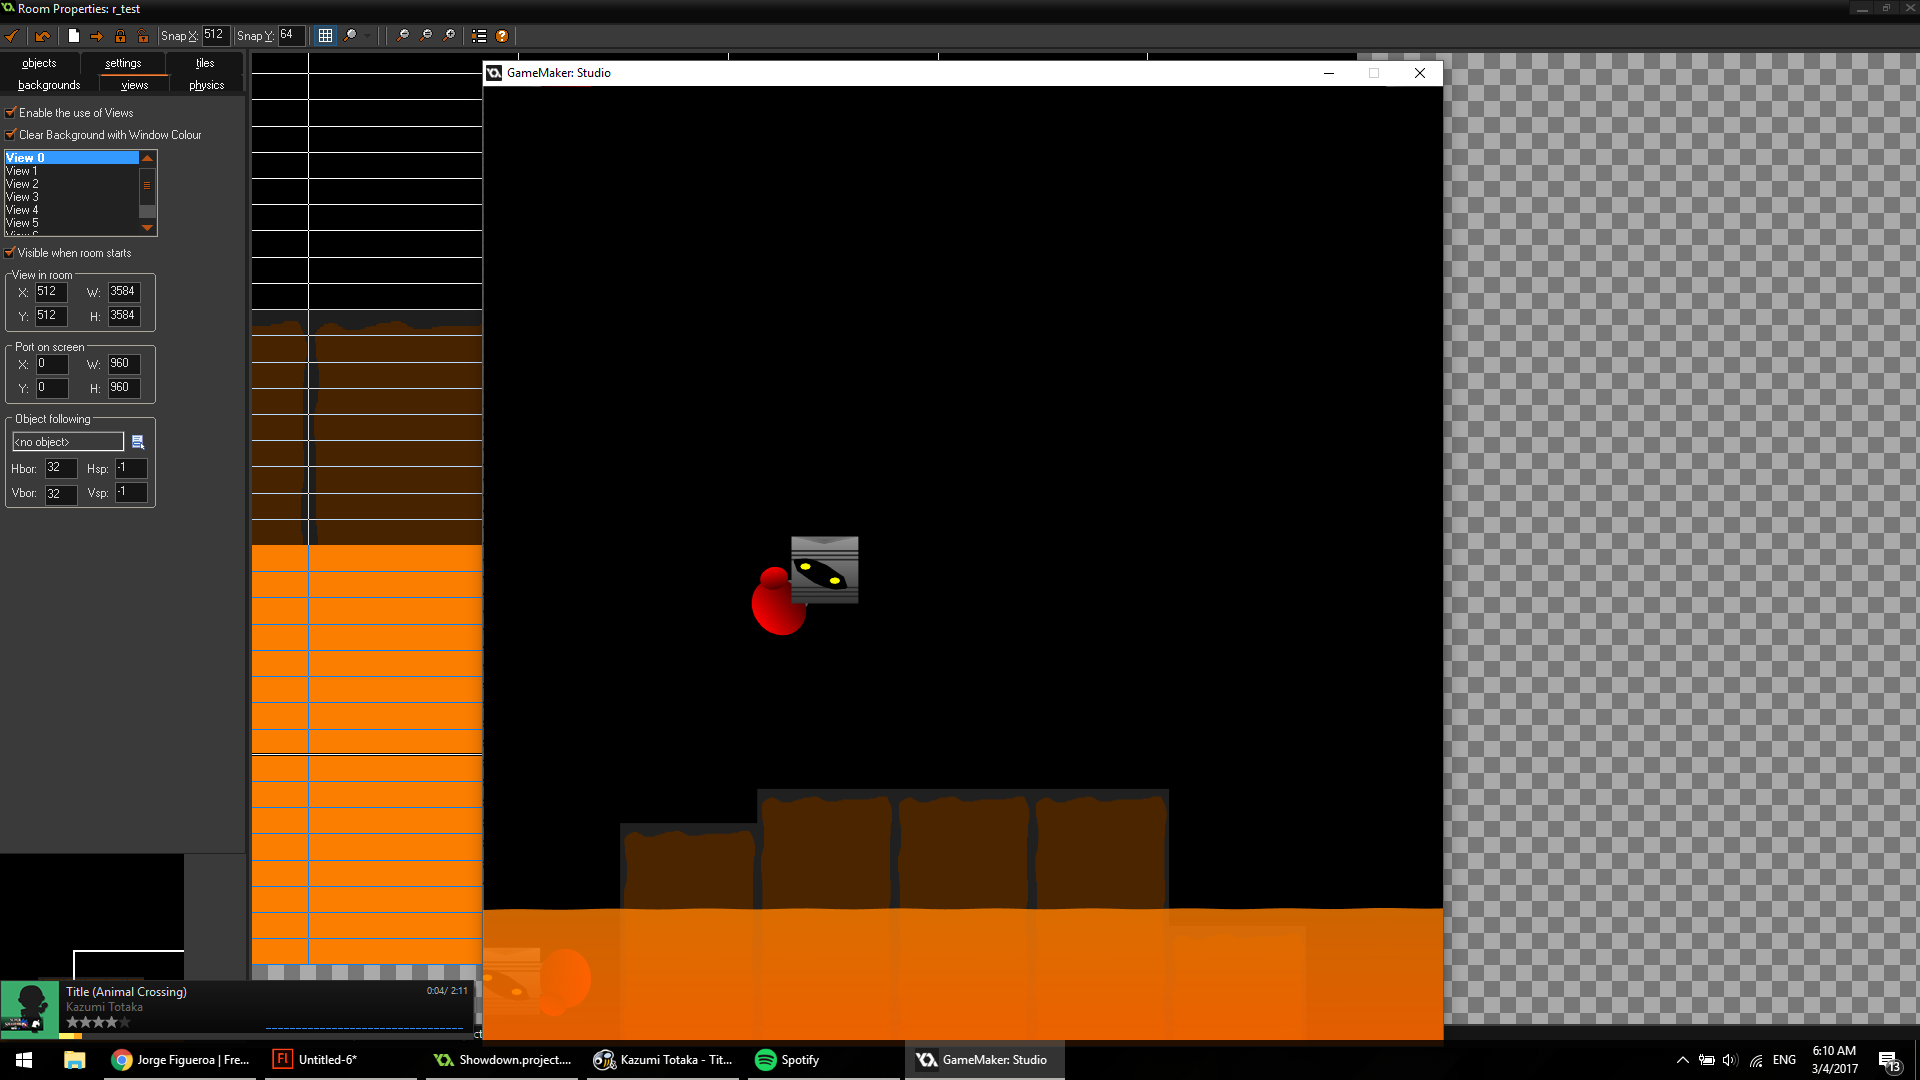 Room Properties: r_test
Snap X: 512 Snap Y: 64
objects settings tiles
backgrounds views physics
Enable the use of Views
Clear Background with Window Colour
View 0
View 1
View 2
View 3
View 4
View 5
Visible when room starts
View in room
X: 512 W: 3584
Y: 512 H: 3584
Port on screen
X: 0 W: 960
Y: 0 H: 960
Object following
<no object>
Hbor: 32 Hsp: -1
Vbor: 32 Vsp: -1
GameMaker: Studio
Title (Animal Crossing) 0:04/ 2:11
Kazumi Totaka
Jorge Figueroa | Fre...
Untitled-6*
Showdown.project....
Kazumi Totaka - Tit...
Spotify
GameMaker: Studio
ENG
6:10 AM
3/4/2017
13